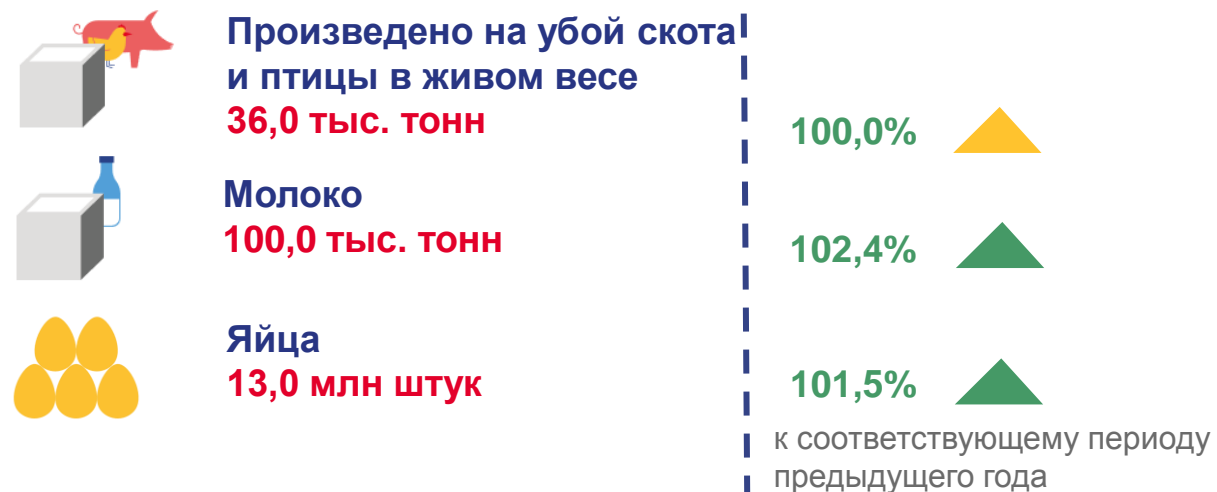 Произведено на убой скота
и птицы в живом весе
36,0 тыс. тонн
100,0%
Молоко
100,0 тыс. тонн
102,4%
Яйца
13,0 млн штук
101,5%
к соответствующему периоду
предыдущего года